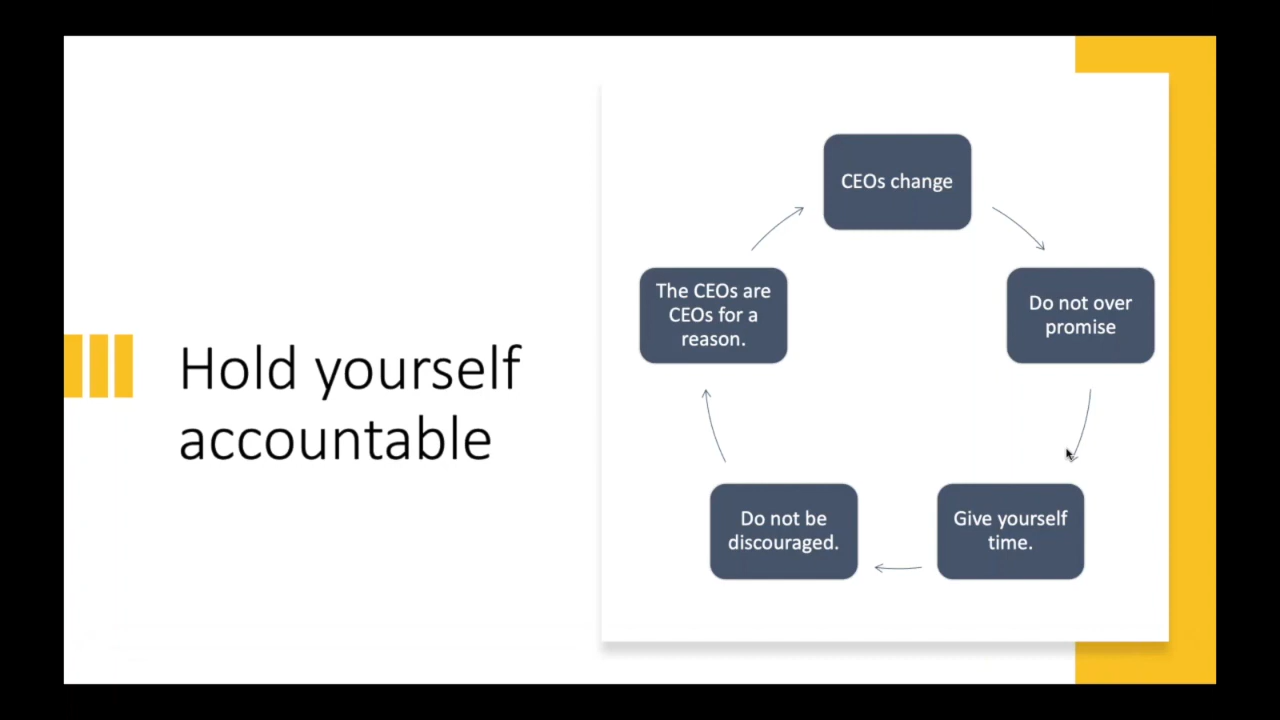 Hold yourself
accountable
CEOs change
Do not over
promise
Give yourself
time.
Do not be
discouraged.
The CEOs are
CEOs for a
reason.